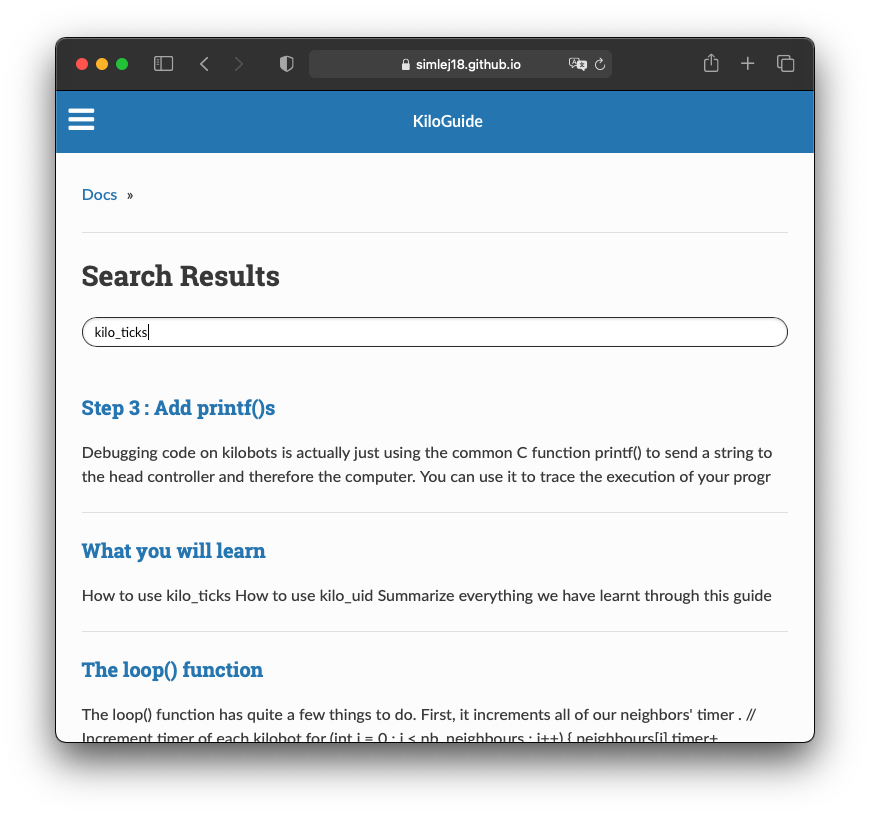 simlej18.github.io
KiloGuide
Docs »
Search Results
kilo_ticks
Step 3 : Add printf()s
Debugging code on kilobots is actually just using the common C function printf() to send a string to
the head controller and therefore the computer. You can use it to trace the execution of your progr
What you will learn
How to use kilo_ticks How to use kilo_uid Summarize everything we have learnt through this guide
The loop() function
The loop() function has quite a few things to do. First, it increments all of our neighbors' timer . //
Increment timer of each kilobot for (int i = 0 ; i < nb_neighbours ; i++) { neighbours[i].timer+